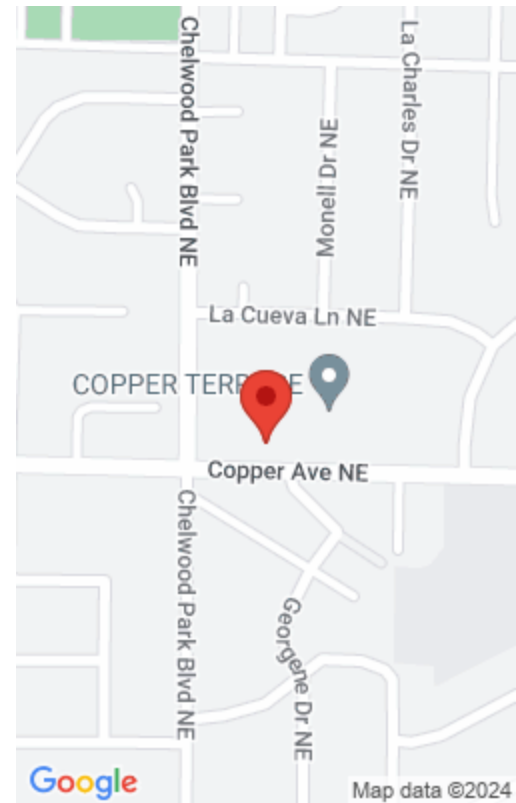 Chelwood Park Blvd NE
Monell Dr NE
La Charles Dr NE
La Cueva Ln NE
COPPER TERR E
Copper Ave NE
Chelwood Park Blvd NE
Georgene Dr NE
Google
Map data ©2024